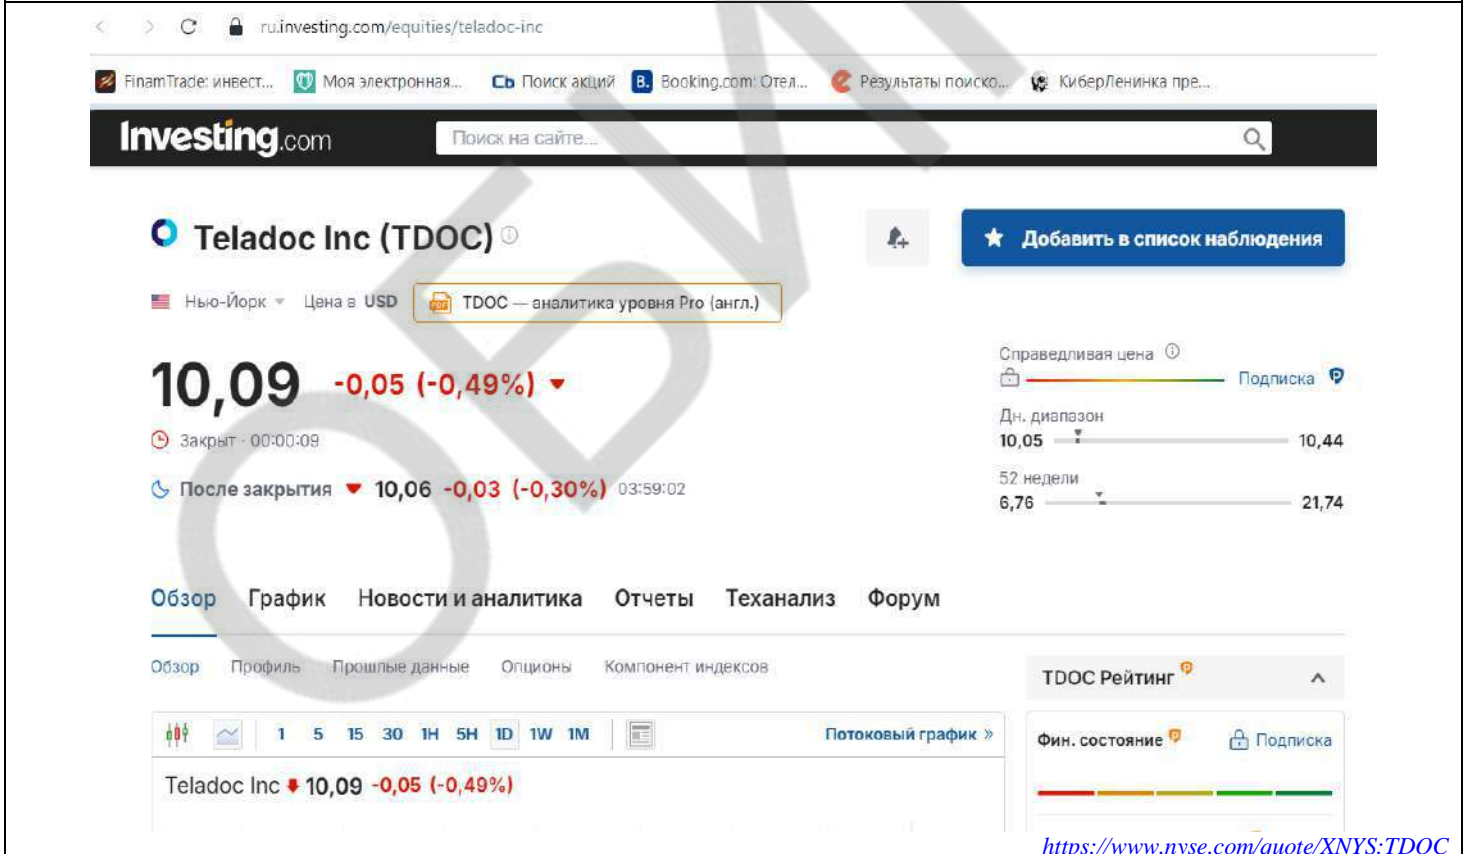 ru.investing.com/equities/teladoc-inc
FinamTrade: инвест... Моя электронная... Сb Поиск акций B. Booking.com: Отел... Результаты поиско... КиберЛенинка пре...
Investing.com Поиск на сайте...
Teladoc Inc (TDOC)
Добавить в список наблюдения
Нью-Йорк Цена в USD TDOC — аналитика уровня Pro (англ.)
10,09 -0,05 (-0,49%)
Закрыт · 00:00:09
После закрытия 10,06 -0,03 (-0,30%) 03:59:02
Справедливая цена
Подписка
Дн. диапазон
10,05 10,44
52 недели
6,76 21,74
Обзор График Новости и аналитика Отчеты Теханализ Форум
Обзор Профиль Прошлые данные Опционы Компонент индексов
1 5 15 30 1H 5H 1D 1W 1M Потоковый график »
Teladoc Inc 10,09 -0,05 (-0,49%)
TDOC Рейтинг
Фин. состояние Подписка
https://www.nyse.com/quote/XNYS:TDOC